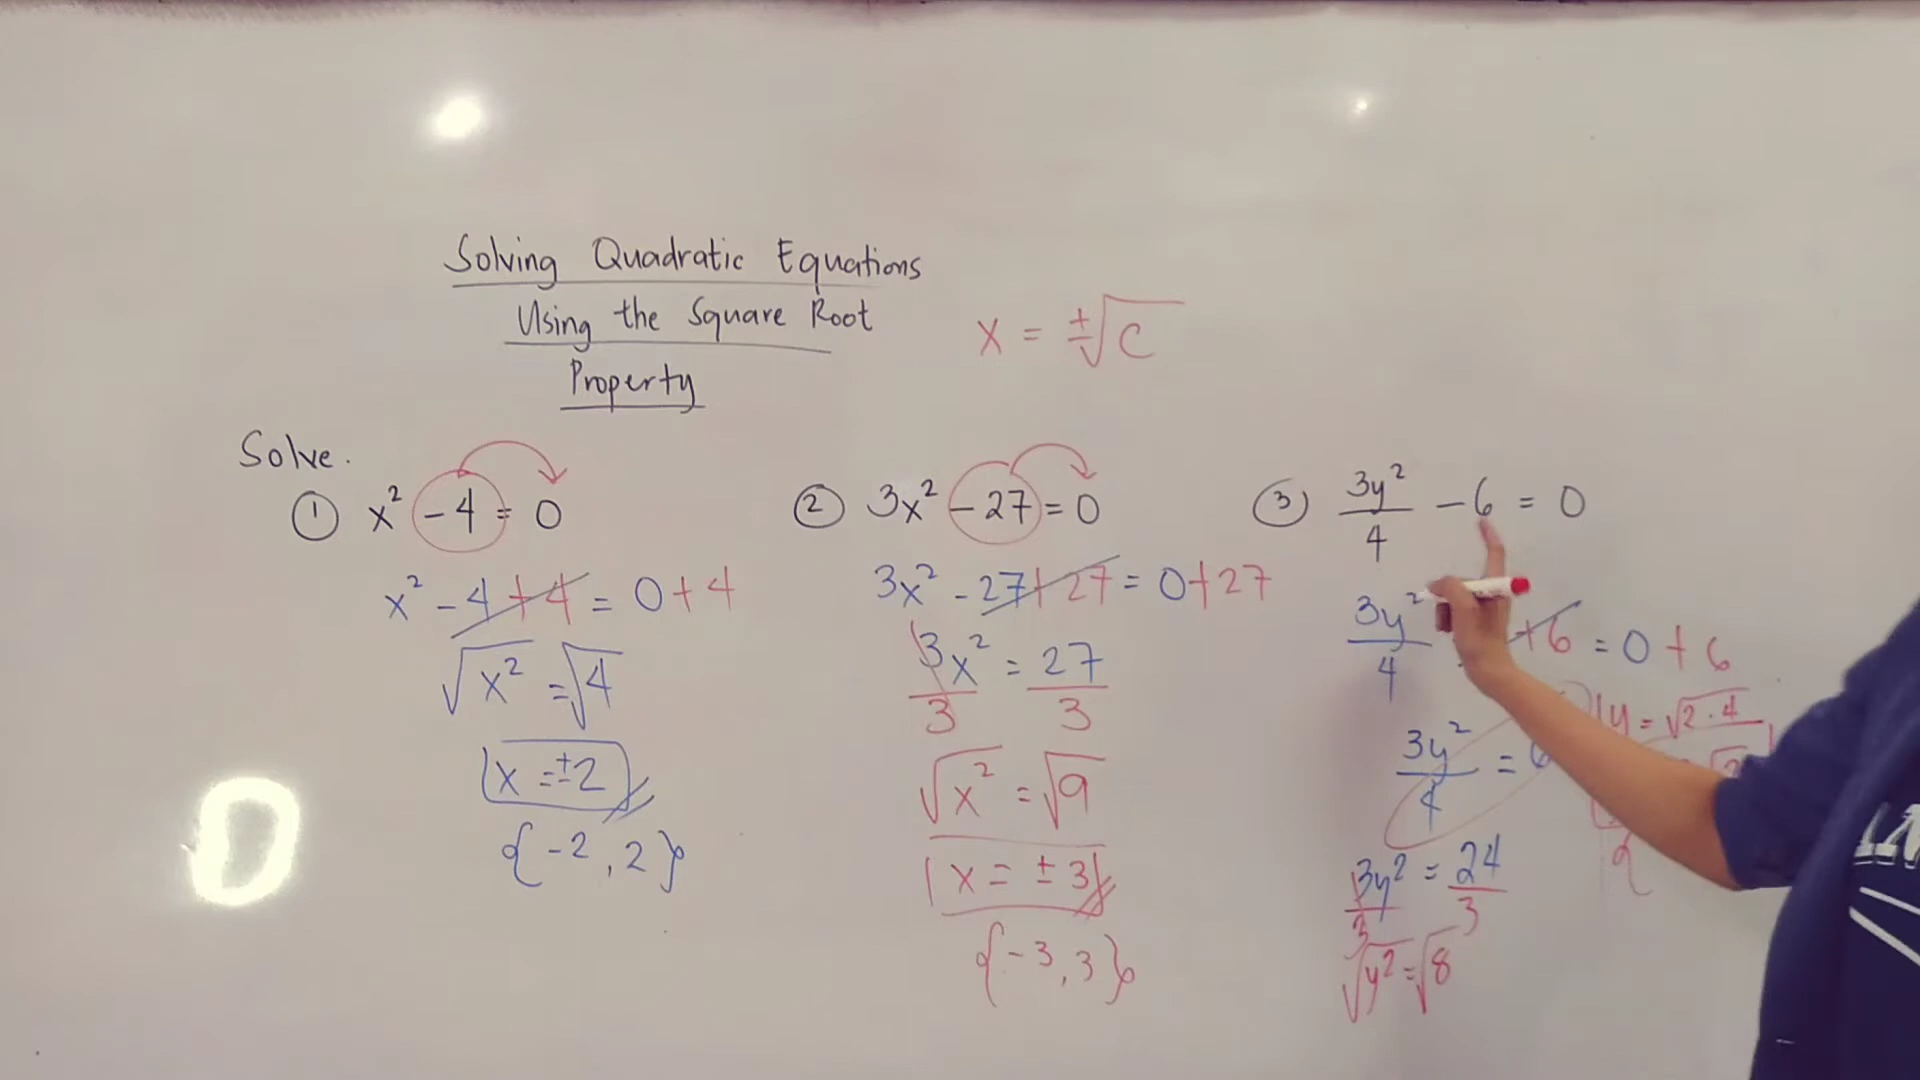 Solving Quadratic Equations
Using the Square Root
Property
x = ±√c
Solve.
① x² - 4 = 0
x² - 4 + 4 = 0 + 4
√x² = √4
x = ±2
{-2, 2}
② 3x² - 27 = 0
3x² - 27 + 27 = 0 + 27
3x²/3 = 27/3
√x² = √9
x = ±3
{-3, 3}
③ 3y²/4 - 6 = 0
3y²/4 +6 = 0 + 6
3y²/4 =
3y²/3 = 24/3
√y² = √8
y = √2·4